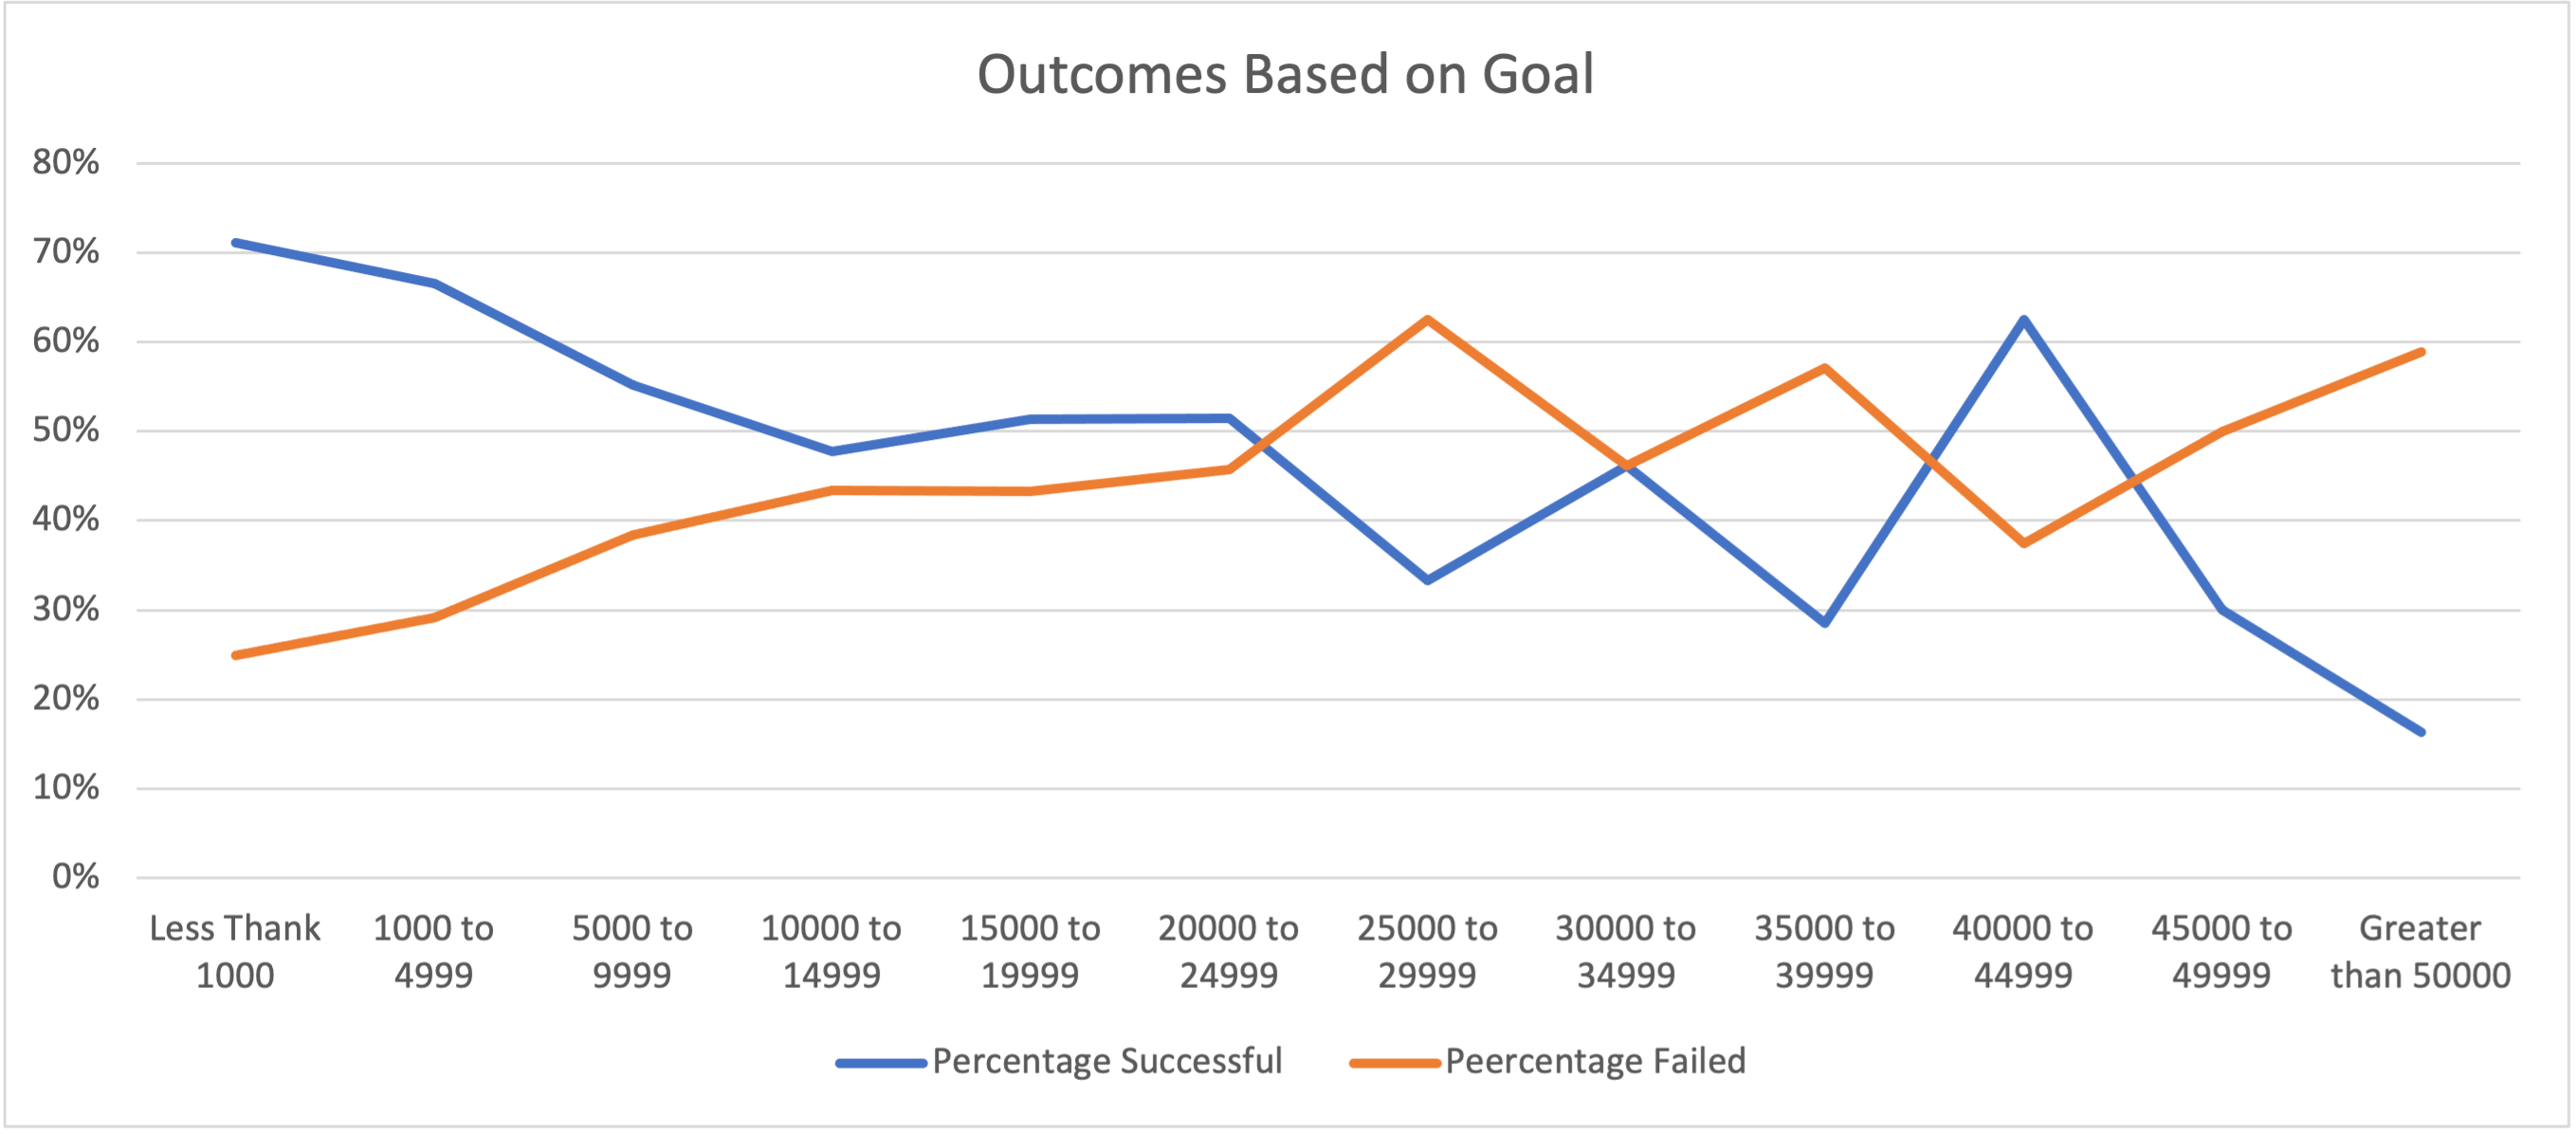 Outcomes Based on Goal
80%
70%
60%
50%
40%
30%
20%
10%
0%
Less Thank 1000 to 5000 to 10000 to 15000 to 20000 to 25000 to 30000 to 35000 to 40000 to 45000 to Greater
1000 4999 9999 14999 19999 24999 29999 34999 39999 44999 49999 than 50000
Percentage Successful Peercentage Failed